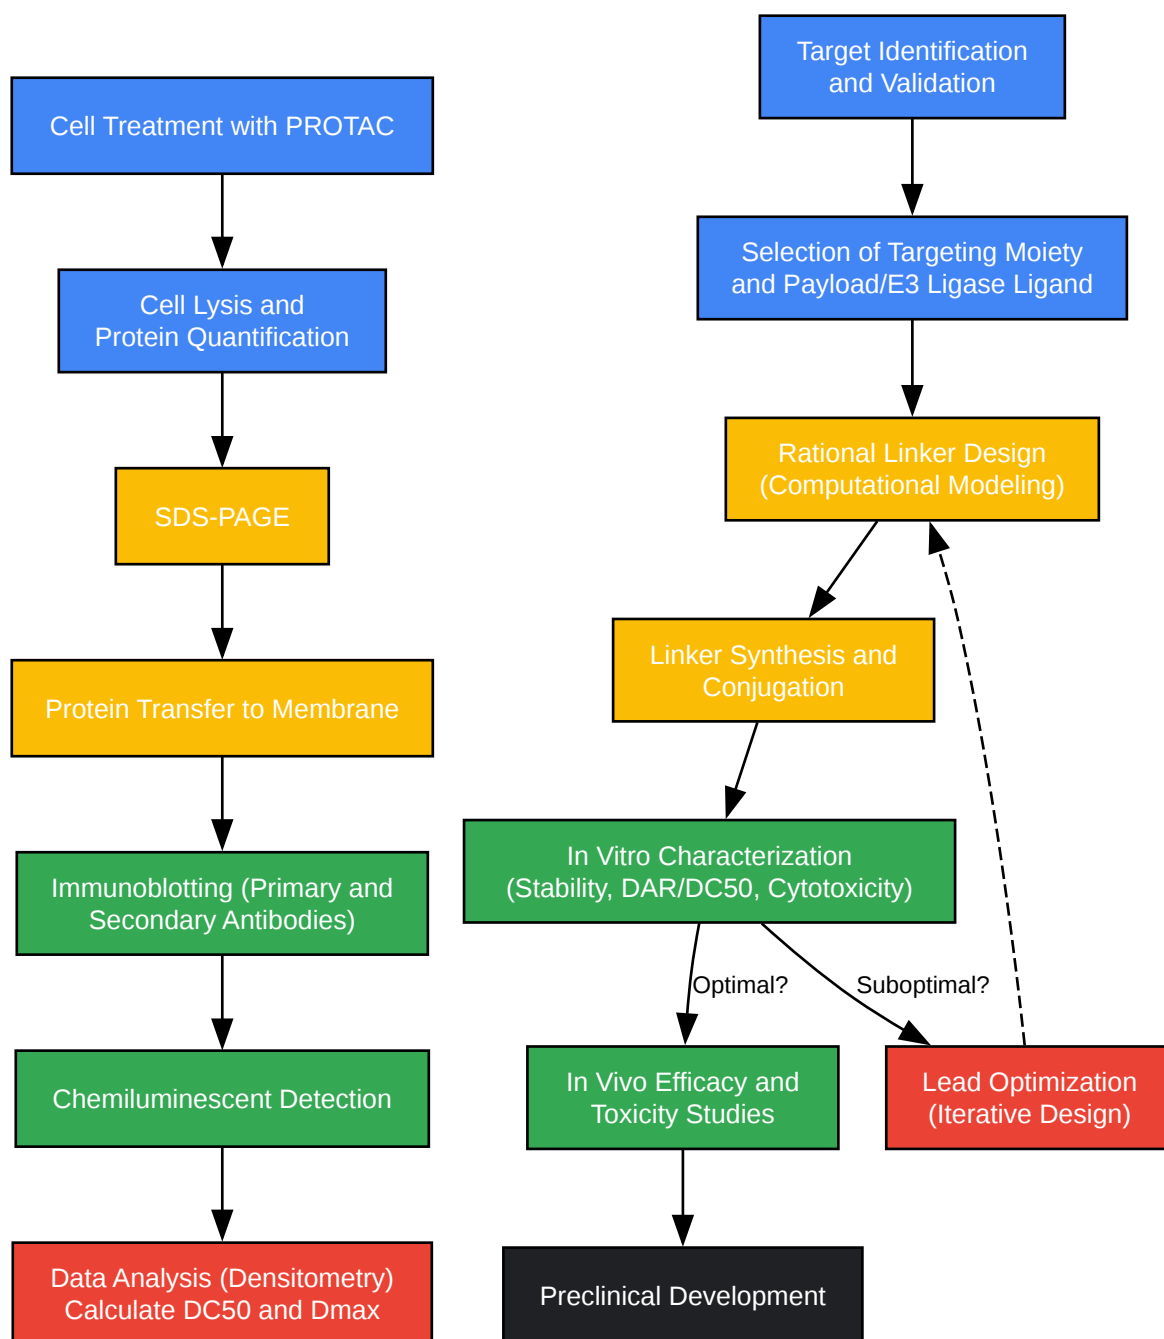 Cell Treatment with PROTAC
Cell Lysis and
Protein Quantification
SDS-PAGE
Protein Transfer to Membrane
Immunoblotting (Primary and
Secondary Antibodies)
Chemiluminescent Detection
Data Analysis (Densitometry)
Calculate DC50 and Dmax
Target Identification
and Validation
Selection of Targeting Moiety
and Payload/E3 Ligase Ligand
Rational Linker Design
(Computational Modeling)
Linker Synthesis and
Conjugation
In Vitro Characterization
(Stability, DAR/DC50, Cytotoxicity)
Optimal?
Suboptimal?
In Vivo Efficacy and
Toxicity Studies
Lead Optimization
(Iterative Design)
Preclinical Development